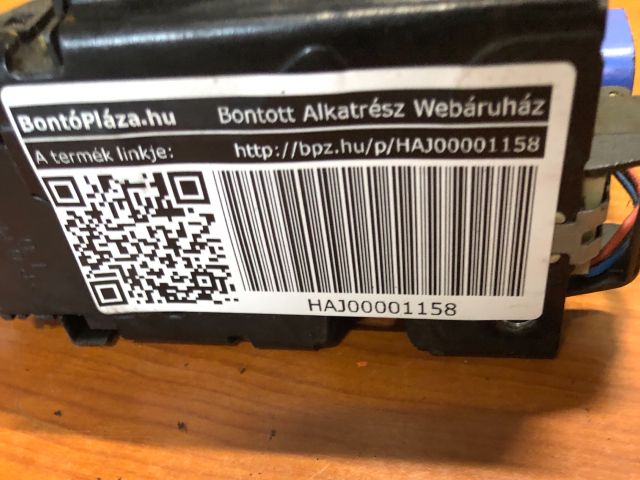 BontóPláza.hu Bontott Alkatrész Webáruház
A termék linkje: http://bpz.hu/p/HAJ00001158
HAJ00001158